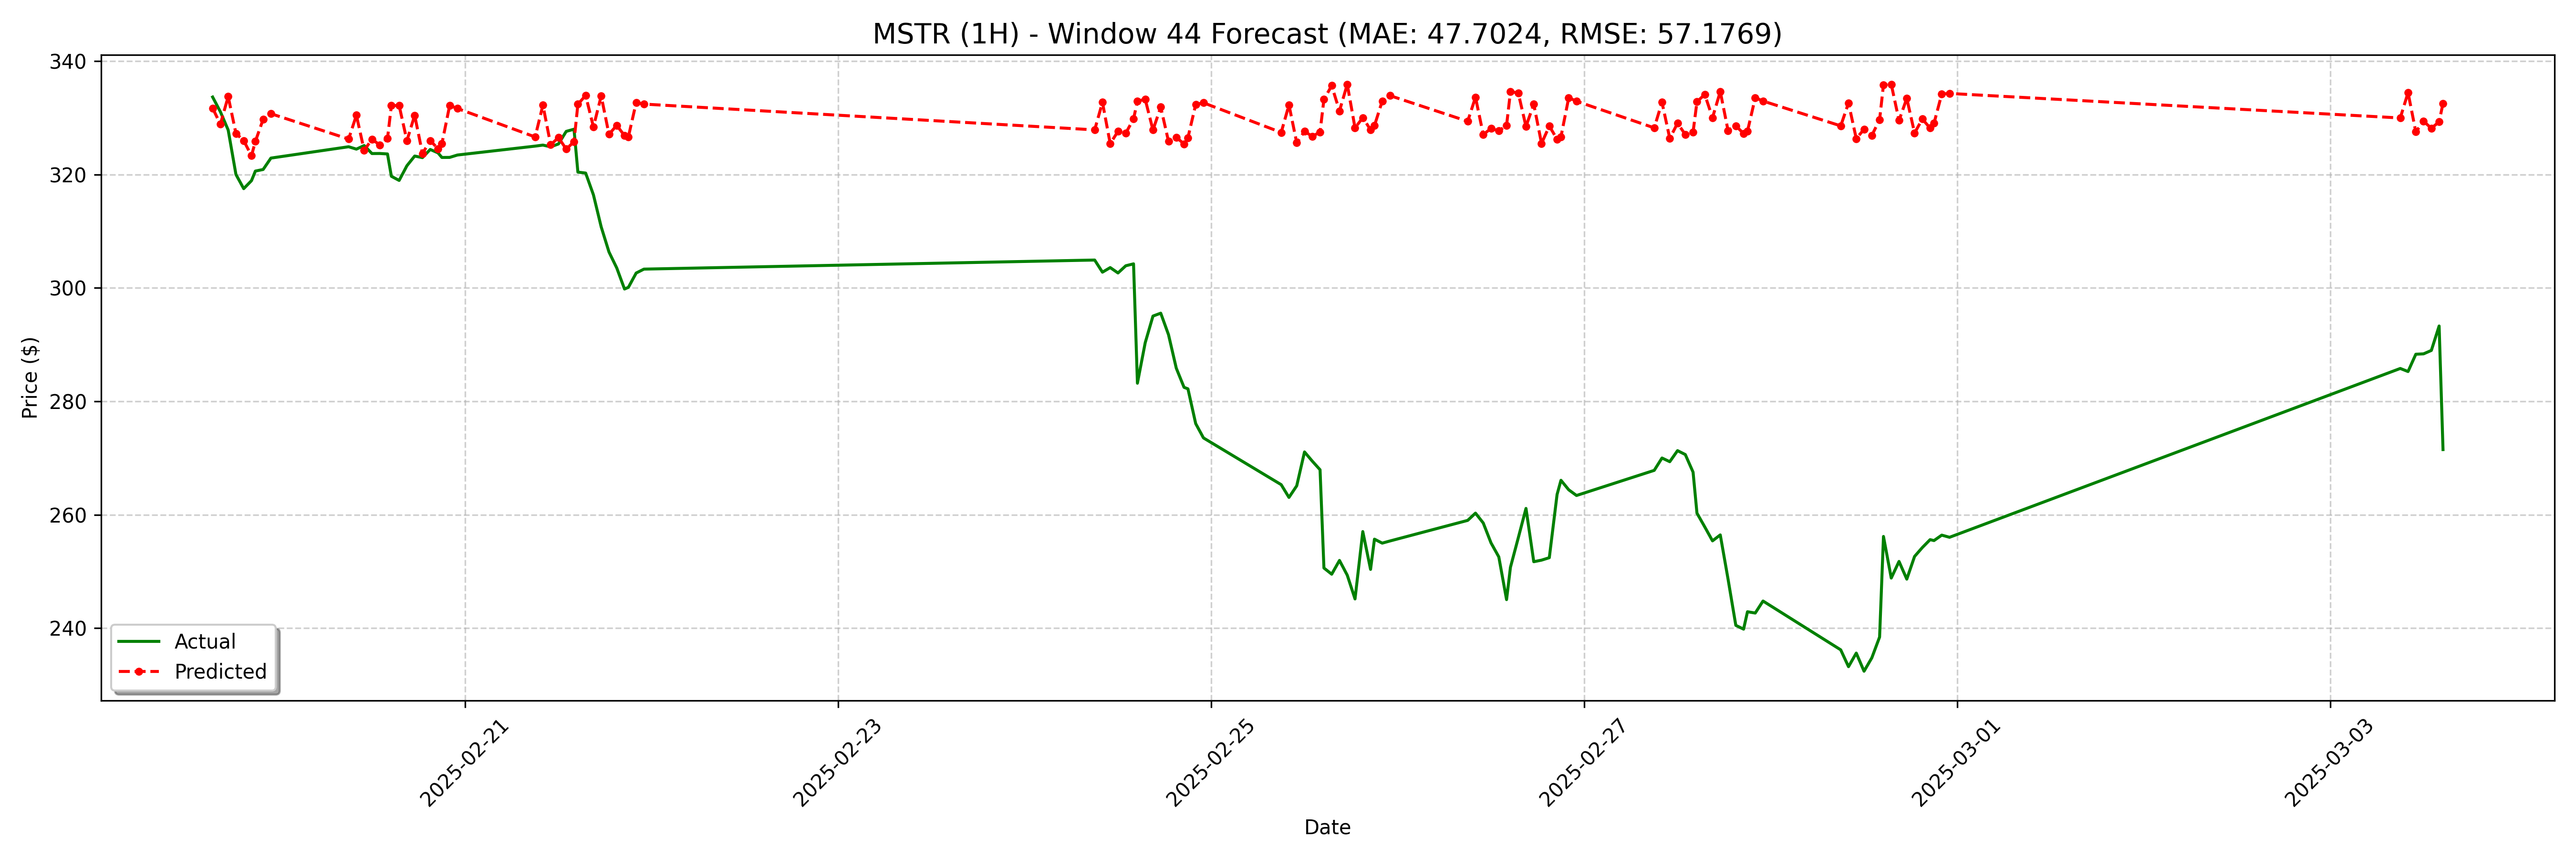 MSTR (1H) - Window 44 Forecast (MAE: 47.7024, RMSE: 57.1769)
Price ($)
340
320
300
280
260
240
Actual
Predicted
2025-02-21
2025-02-23
2025-02-25
2025-02-27
2025-03-01
2025-03-03
Date